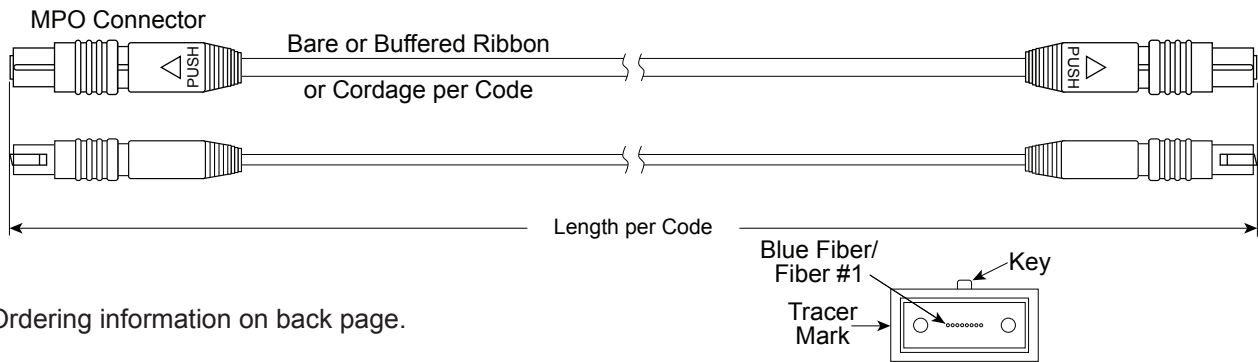 MPO Connector
Bare or Buffered Ribbon
or Cordage per Code
PUSH
PUSH
Length per Code
Blue Fiber/
Fiber #1
Key
Tracer
Mark
Ordering information on back page.